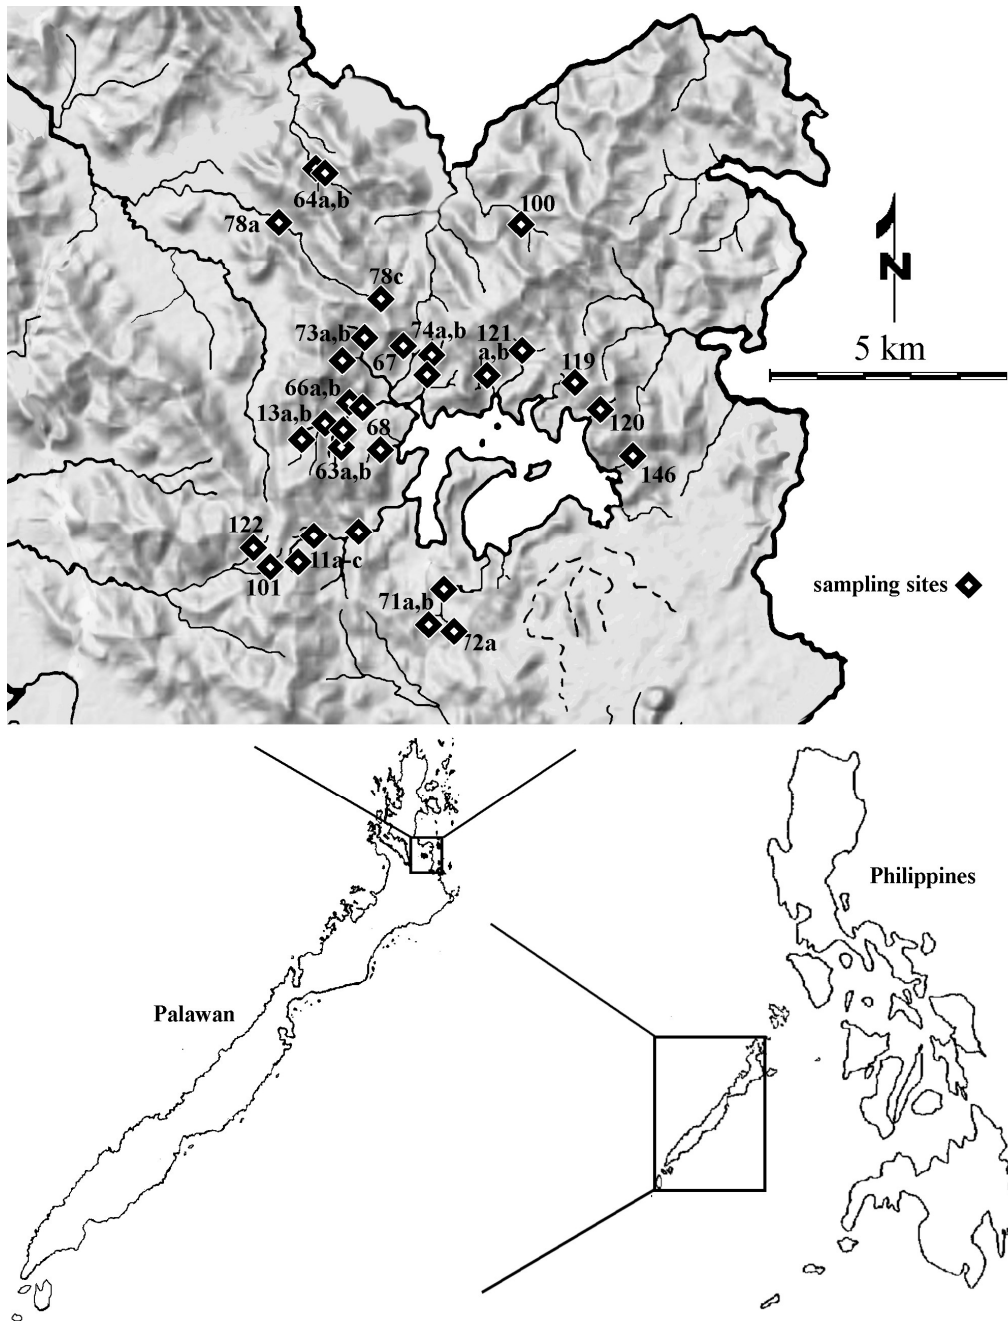 64a,b
100
78a
78c
N
73a,b
74a,b
121
a,b
67
5 km
119
66a,b
13a,b
68
120
63a,b
146
122
11a-c
101
sampling sites
71a,b
72a
Philippines
Palawan